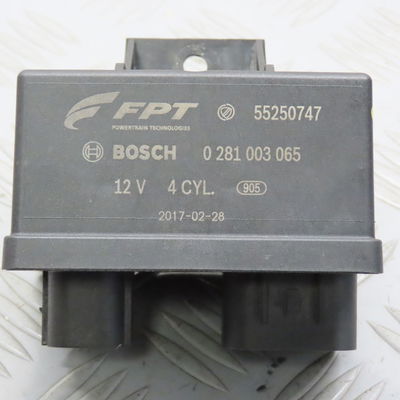 FPT 55250747
POWERTRAIN TECHNOLOGIES
BOSCH 0 281 003 065
12 V 4 CYL. 905
2017-02-28